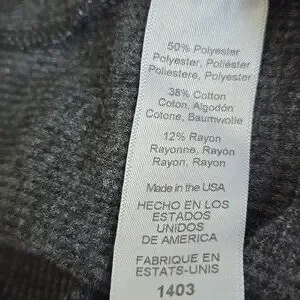 50% Polyester
Polyester, Poliéster
Poliestere, Polyester
38% Cotton
Coton, Algodón
Cotone, Baumwolle
12% Rayon
Rayonne, Rayón
Rayon, Rayon
Made in the USA
HECHO EN LOS
ESTADOS
UNIDOS
DE AMERICA
FABRIQUE EN
ESTATS-UNIS
1403